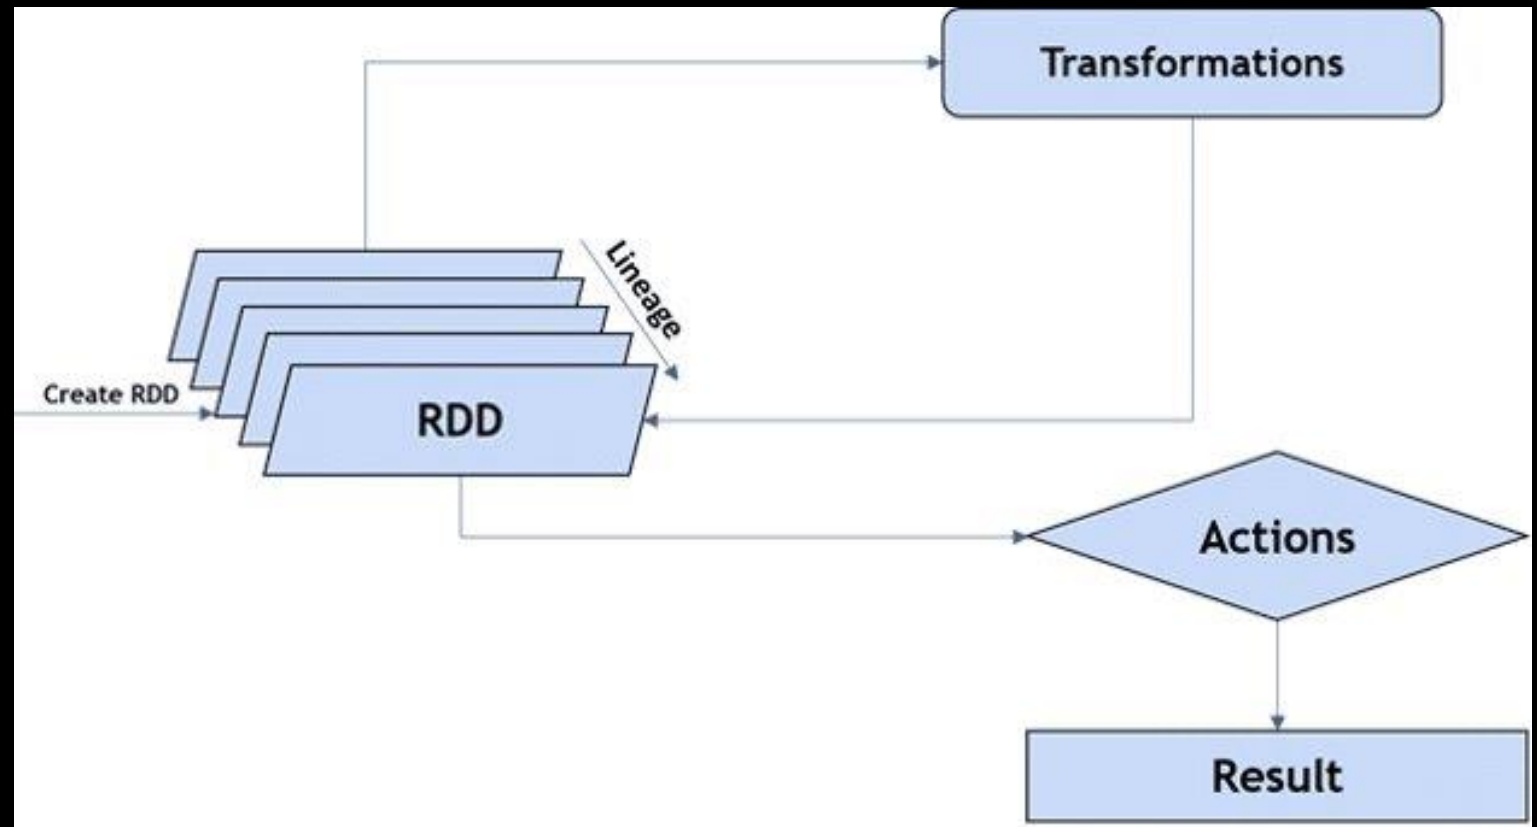 Transformations
Lineage
Create RDD
RDD
Actions
Result